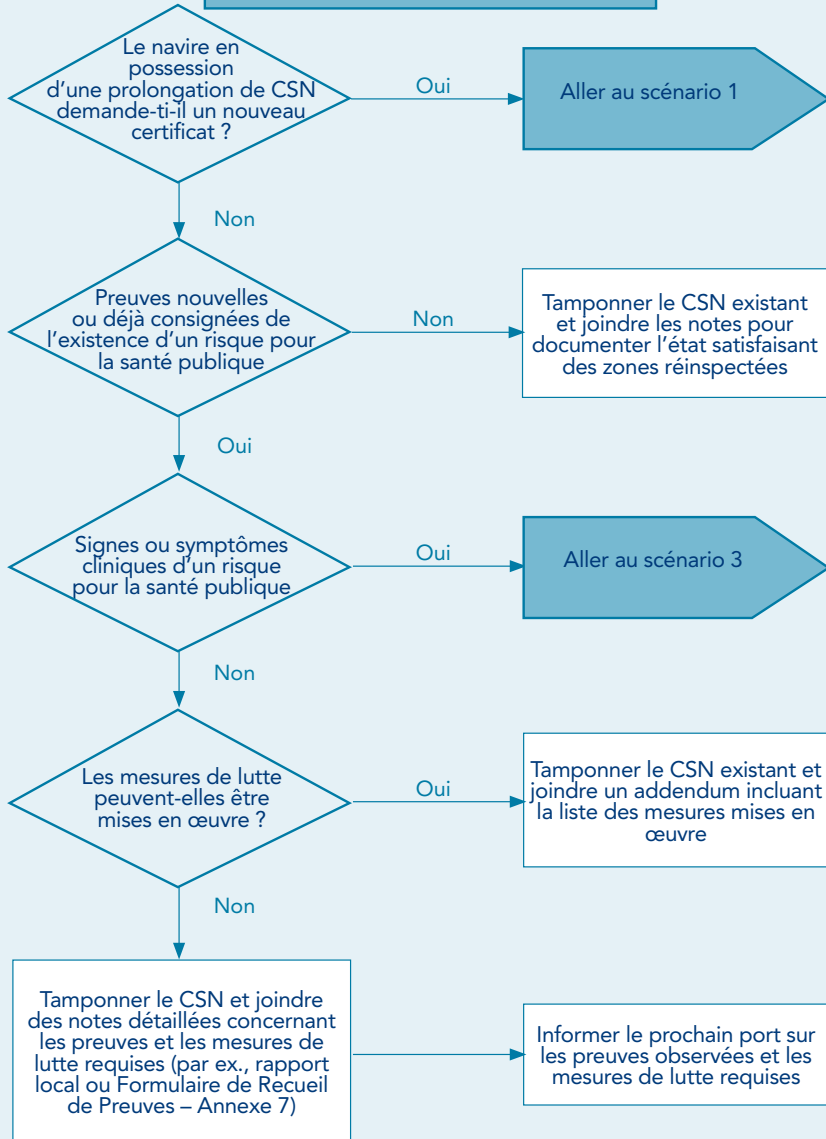 Le navire en
possession
d'une prolongation de CSN
demande-ti-il un nouveau
certificat ?
Oui
Aller au scénario 1
Non
Preuves nouvelles
ou déjà consignées de
l'existence d'un risque pour
la santé publique
Non
Tamponner le CSN existant
et joindre les notes pour
documenter l'état satisfaisant
des zones réinspectées
Oui
Signes ou symptômes
cliniques d'un risque
pour la santé publique
Oui
Aller au scénario 3
Non
Les mesures de lutte
peuvent-elles être
mises en œuvre ?
Oui
Tamponner le CSN existant et
joindre un addendum incluant
la liste des mesures mises en
œuvre
Non
Tamponner le CSN et joindre
des notes détaillées concernant
les preuves et les mesures de
lutte requises (par ex., rapport
local ou Formulaire de Recueil
de Preuves – Annexe 7)
Informer le prochain port sur
les preuves observées et les
mesures de lutte requises